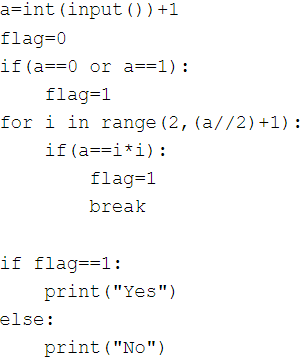 a=int(input())+1
flag=0
if(a==0 or a==1):
    flag=1
for i in range(2,(a//2)+1):
    if(a==i*i):
        flag=1
        break

if flag==1:
    print("Yes")
else:
    print("No")